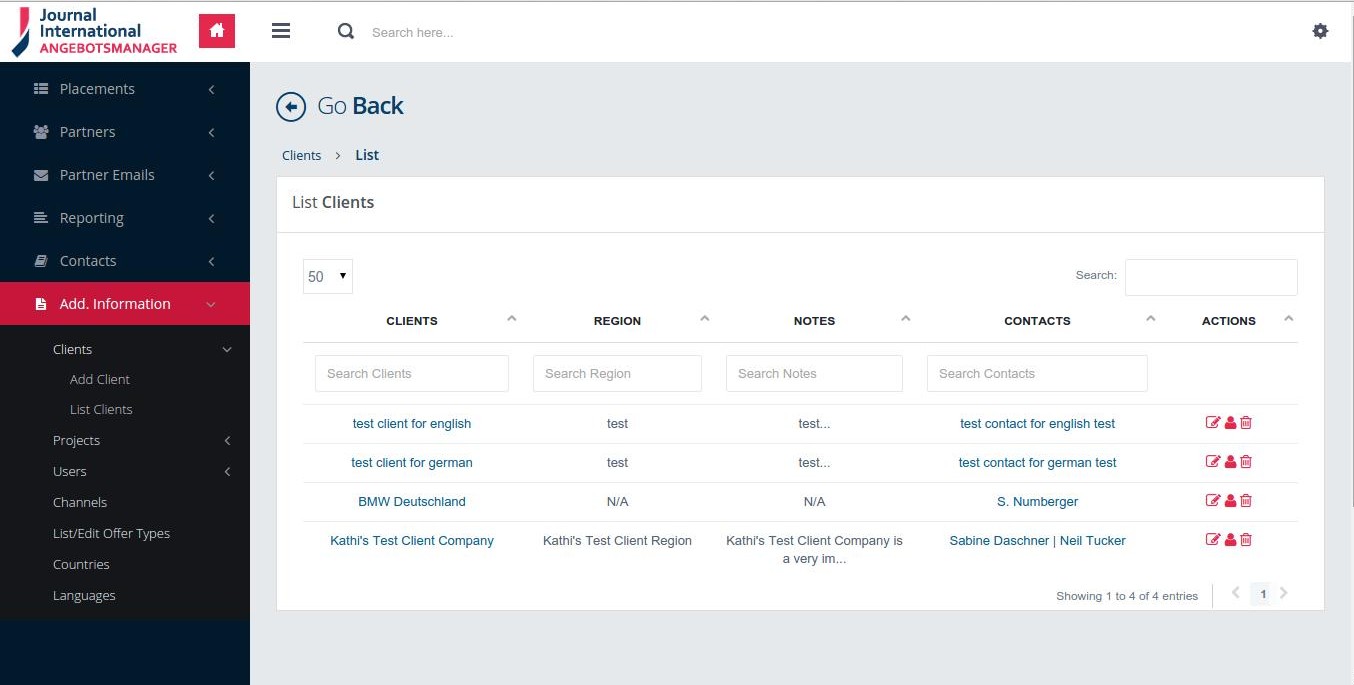 Journal
International
ANGEBOTSMANAGER
Search here...
Placements
Partners
Partner Emails
Reporting
Contacts
Add. Information
Clients
Add Client
List Clients
Projects
Users
Channels
List/Edit Offer Types
Countries
Languages
Go Back
Clients > List
List Clients
50
Search:
CLIENTS REGION NOTES CONTACTS ACTIONS
Search Clients Search Region Search Notes Search Contacts
test client for english test test... test contact for english test
test client for german test test... test contact for german test
BMW Deutschland N/A N/A S. Numberger
Kathi's Test Client Company Kathi's Test Client Region Kathi's Test Client Company is Sabine Daschner | Neil Tucker
a very im...
Showing 1 to 4 of 4 entries 1